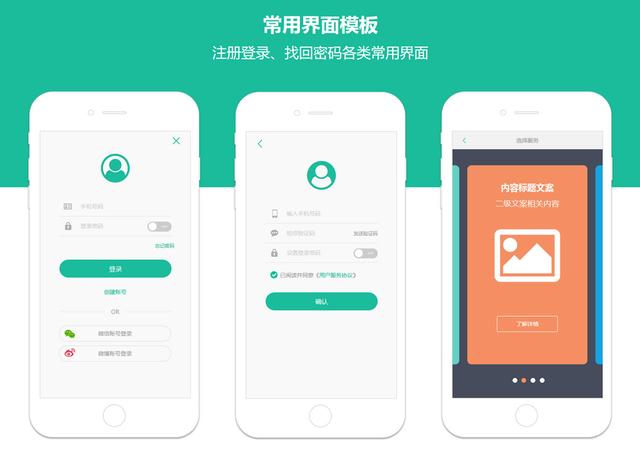 常用界面模板
注册登录、找回密码各类常用界面
手机号码
登录密码
忘记密码
登录
创建账号
OR
微信账号登录
微博账号登录
输入手机号码
短信验证码
发送验证码
设置登录密码
已阅读并同意《用户服务协议》
确认
选择服务
内容标题文案
二级文案相关内容
了解详情